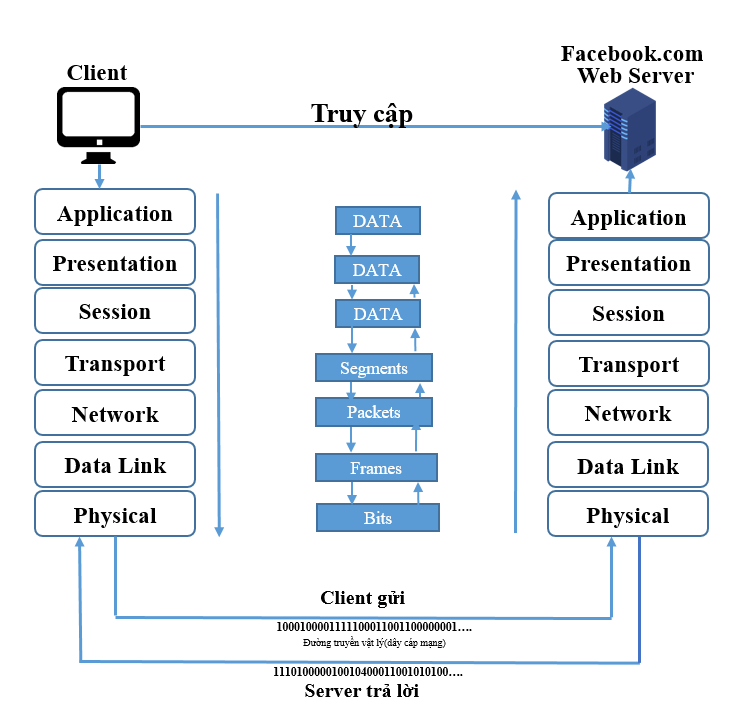 Client
Facebook.com
Web Server
Truy cập
Application
Presentation
Session
Transport
Network
Data Link
Physical
DATA
DATA
DATA
Segments
Packets
Frames
Bits
Application
Presentation
Session
Transport
Network
Data Link
Physical
Client gửi
1000100001111100011001100000001....
Đường truyền vật lý(dây cáp mạng)
11101000001001040001100101010​0....
Server trả lời